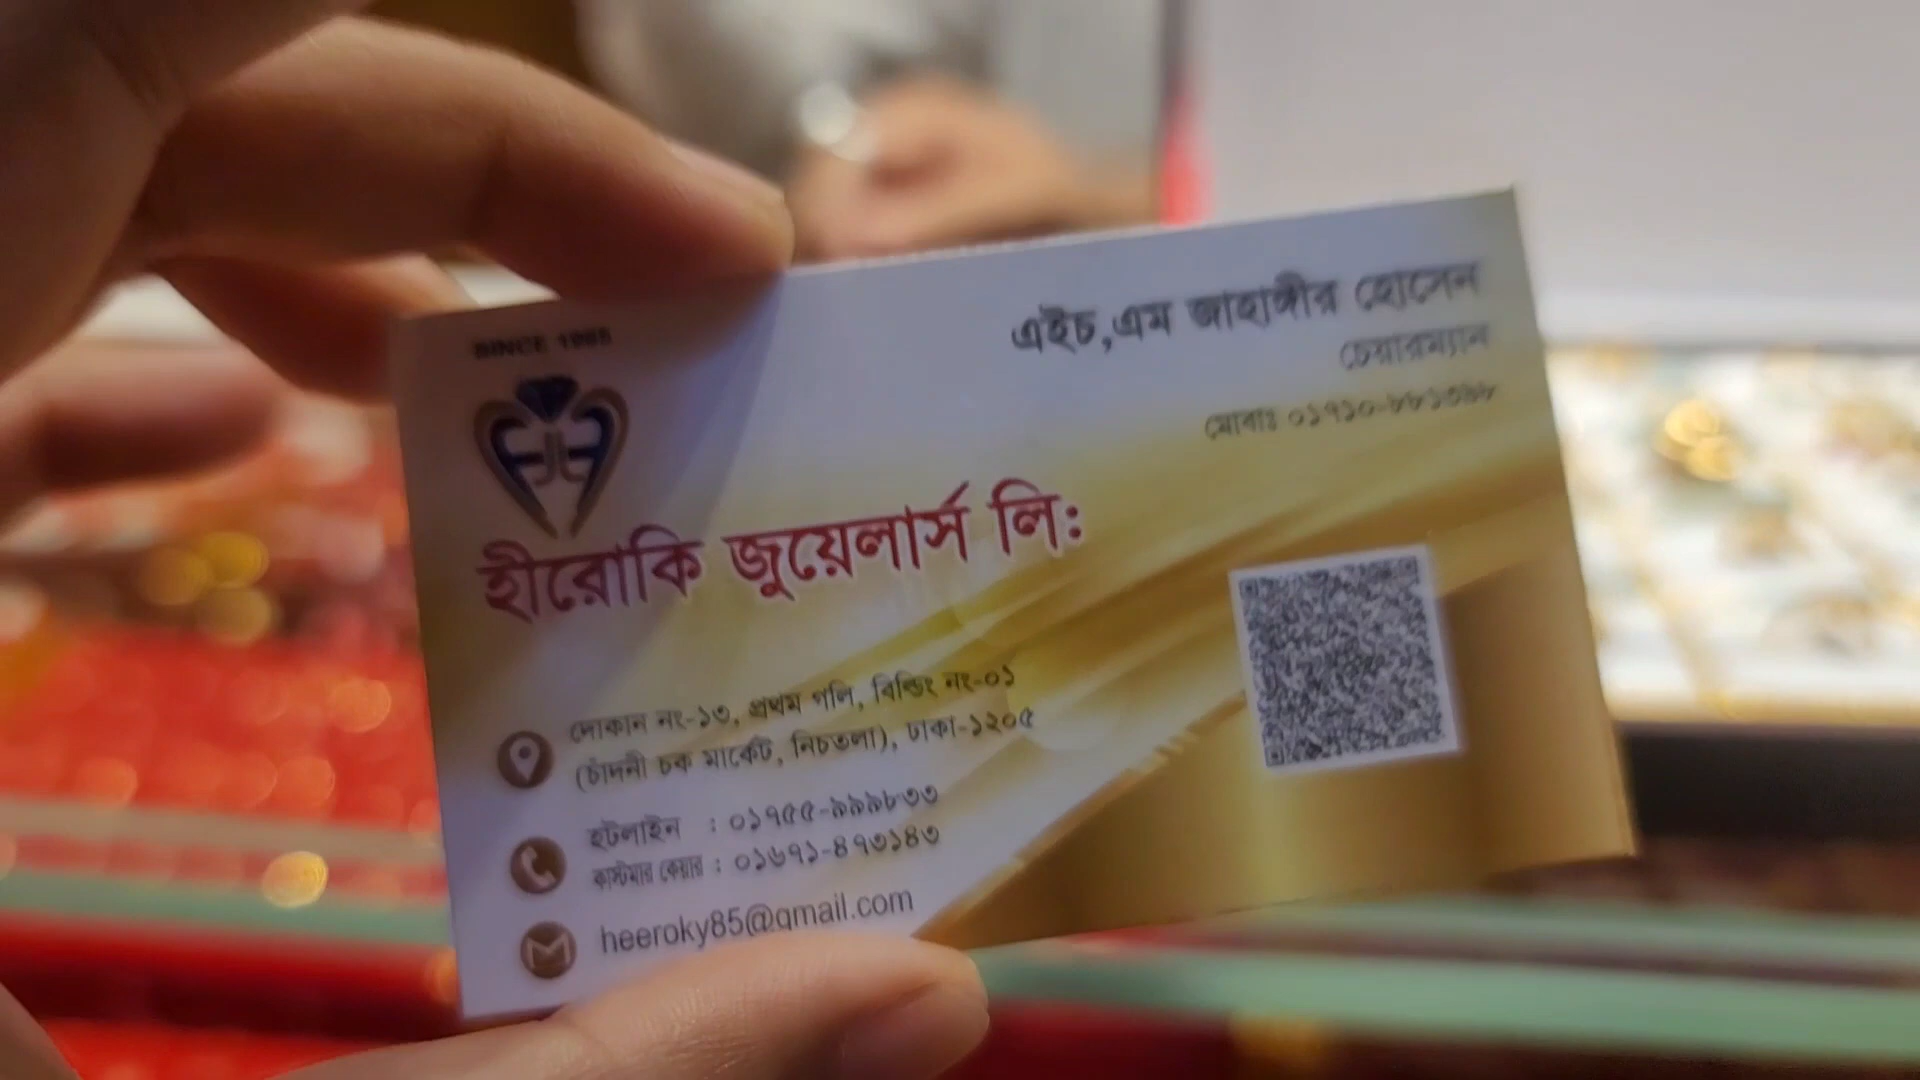 SINCE 1985
এইচ,এম জাহাঙ্গীর হোসেন
চেয়ারম্যান
মোবাঃ ০১৭১০-৮৮১৩৯৮
হীরোকি জুয়েলার্স লি:
দোকান নং-১৩, প্রথম গলি, বিল্ডিং নং-০১
(চাঁদনী চক মার্কেট, নিচতলা), ঢাকা-১২০৫
হটলাইন : ০১৭৫৫-৯৯৯৮৩৩
কাস্টমার কেয়ার : ০১৬৭১-৪৭৩১৪৩
heeroky85@gmail.com